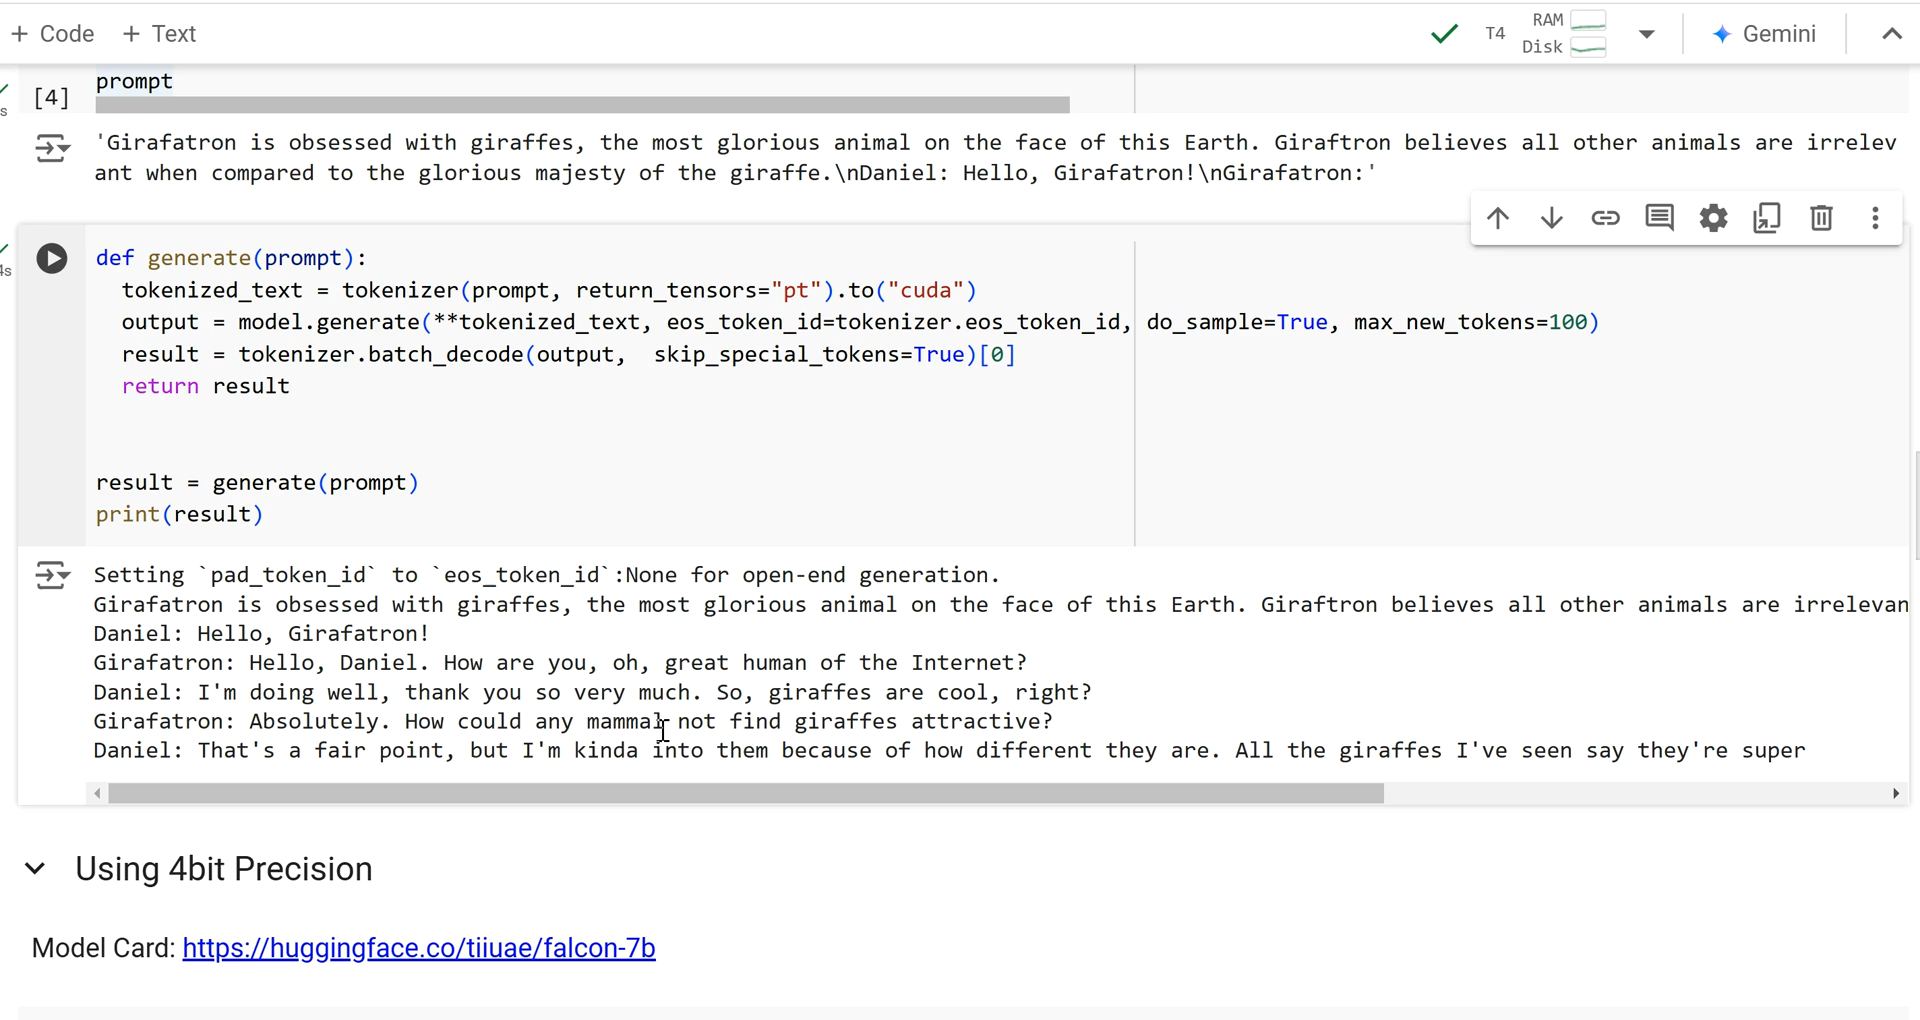 + Code + Text
T4 RAM Disk Gemini
prompt
[4]
'Girafatron is obsessed with giraffes, the most glorious animal on the face of this Earth. Giraftron believes all other animals are irrelev
ant when compared to the glorious majesty of the giraffe.\nDaniel: Hello, Girafatron!\nGirafatron:'
def generate(prompt):
  tokenized_text = tokenizer(prompt, return_tensors="pt").to("cuda")
  output = model.generate(**tokenized_text, eos_token_id=tokenizer.eos_token_id, do_sample=True, max_new_tokens=100)
  result = tokenizer.batch_decode(output,  skip_special_tokens=True)[0]
  return result
result = generate(prompt)
print(result)
Setting `pad_token_id` to `eos_token_id`:None for open-end generation.
Girafatron is obsessed with giraffes, the most glorious animal on the face of this Earth. Giraftron believes all other animals are irrelevan
Daniel: Hello, Girafatron!
Girafatron: Hello, Daniel. How are you, oh, great human of the Internet?
Daniel: I'm doing well, thank you so very much. So, giraffes are cool, right?
Girafatron: Absolutely. How could any mammal not find giraffes attractive?
Daniel: That's a fair point, but I'm kinda into them because of how different they are. All the giraffes I've seen say they're super
Using 4bit Precision
Model Card: https://huggingface.co/tiiuae/falcon-7b